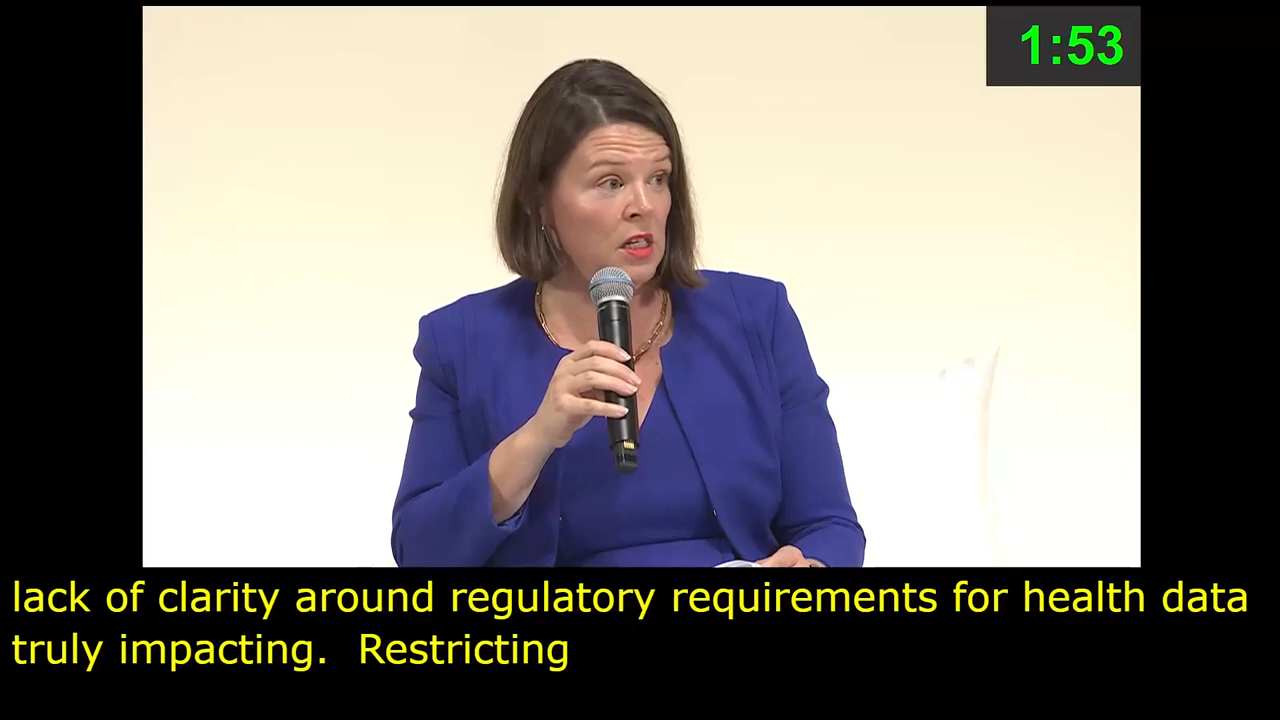 1:53
lack of clarity around regulatory requirements for health data
truly impacting.  Restricting